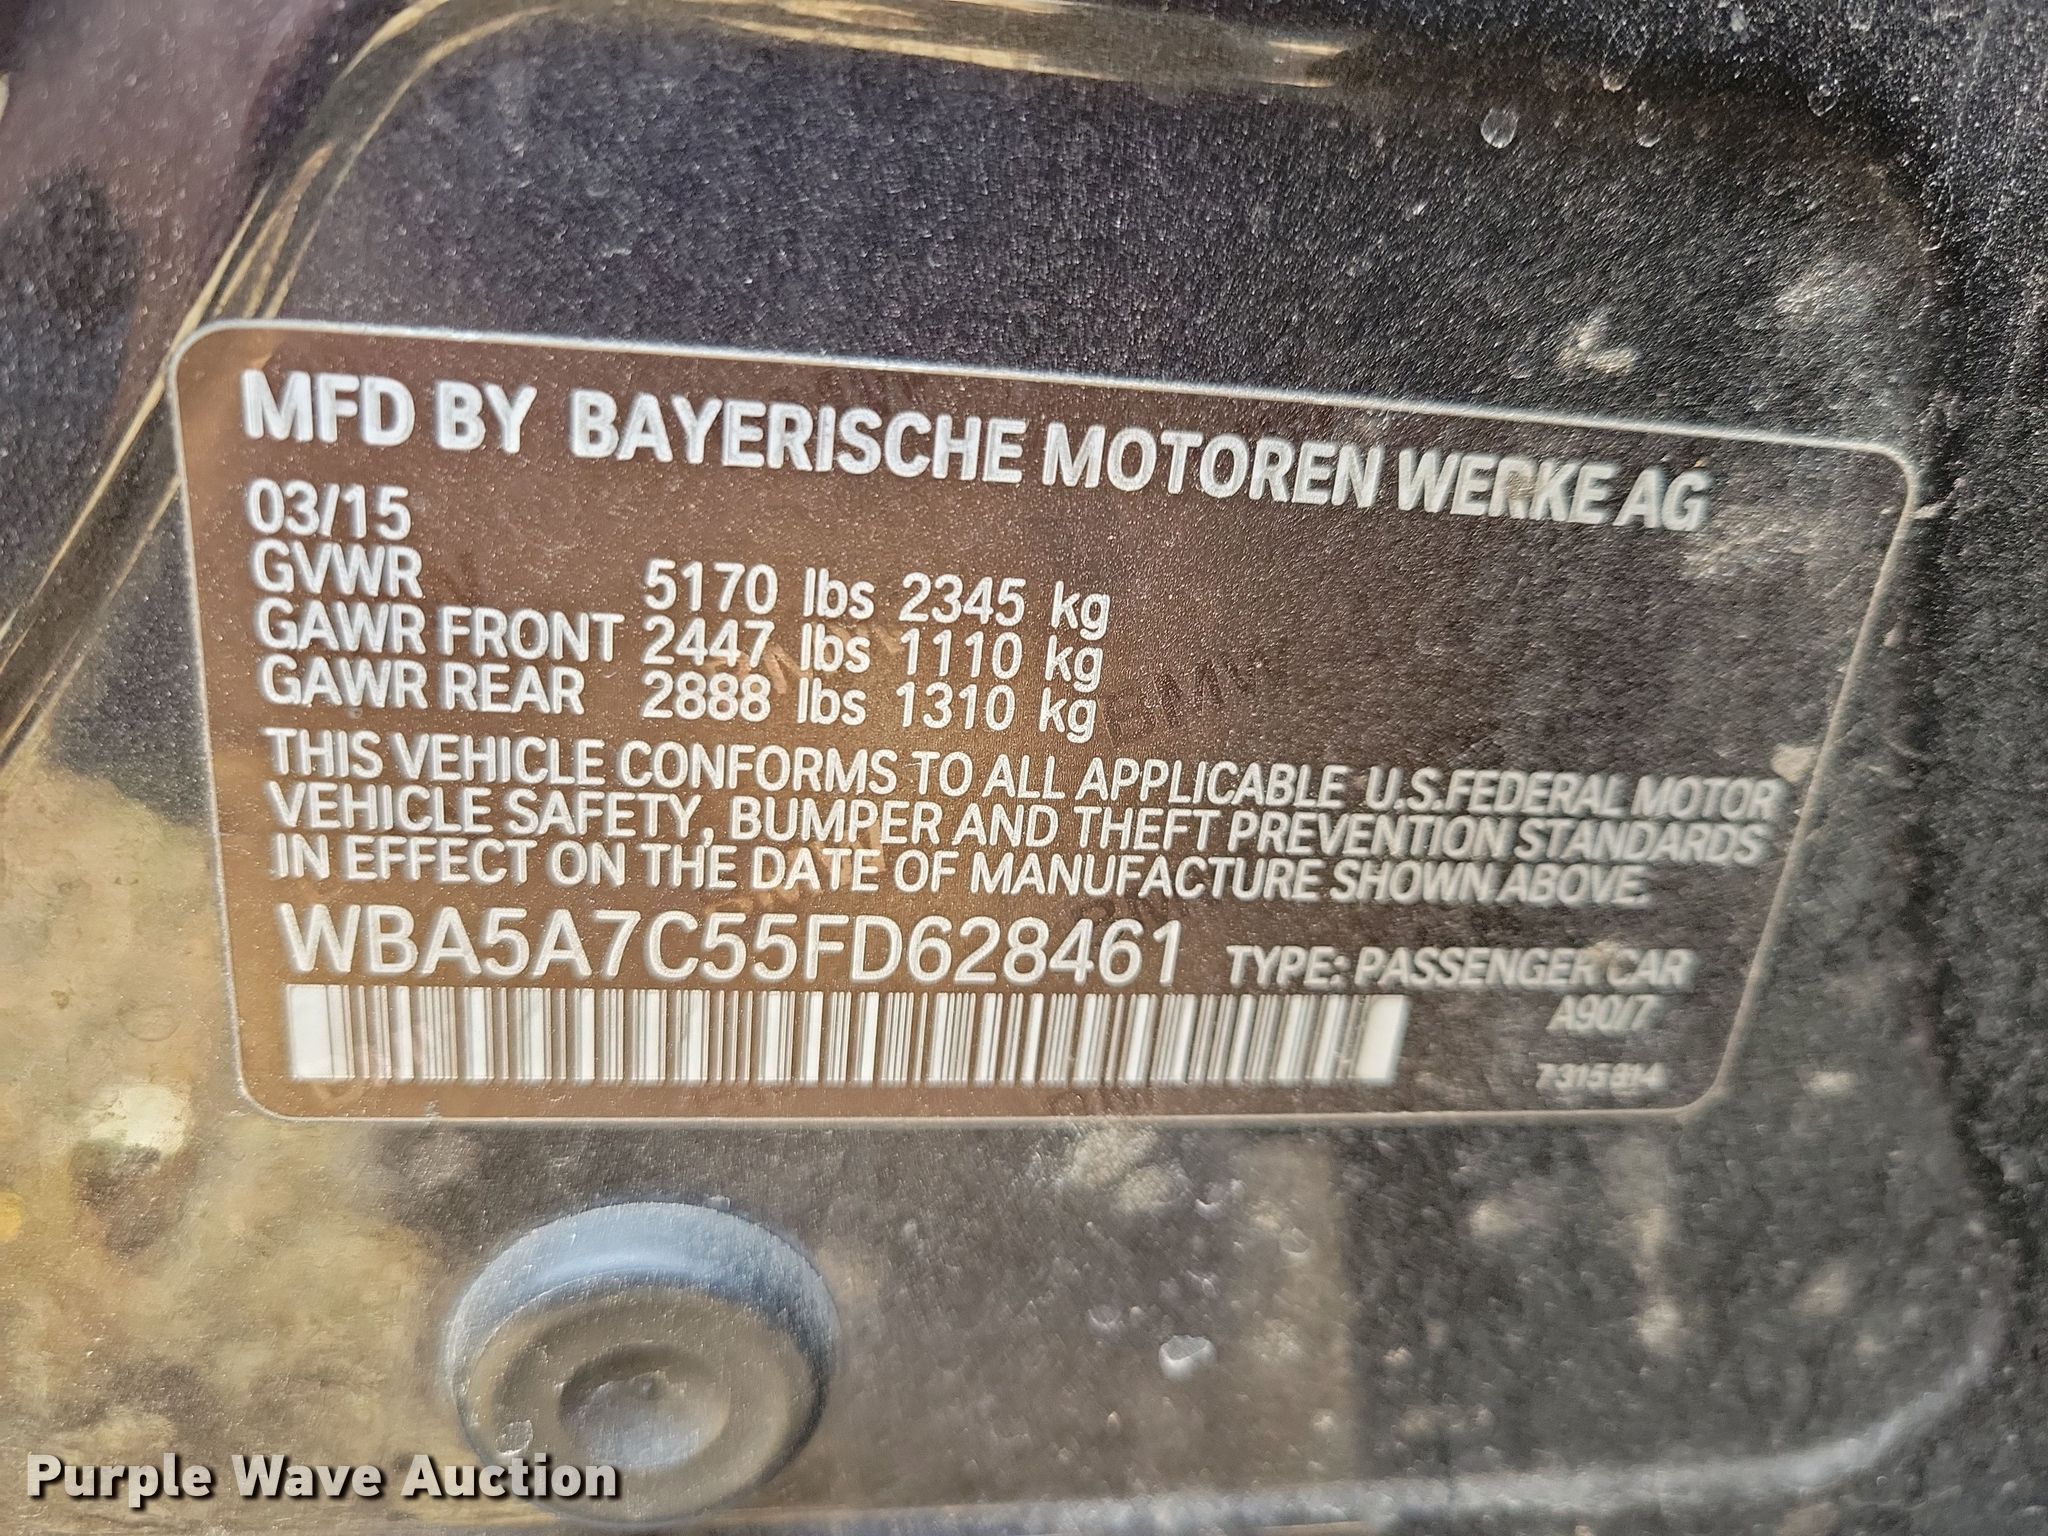 MFD BY BAYERISCHE MOTOREN WERKE AG
03/15
GVWR 5170 lbs 2345 kg
GAWR FRONT 2447 lbs 1110 kg
GAWR REAR 2888 lbs 1310 kg
THIS VEHICLE CONFORMS TO ALL APPLICABLE U.S.FEDERAL MOTOR
VEHICLE SAFETY, BUMPER AND THEFT PREVENTION STANDARDS
IN EFFECT ON THE DATE OF MANUFACTURE SHOWN ABOVE.
WBA5A7C55FD628461 TYPE: PASSENGER CAR
A90/7
7315814
Purple Wave Auction